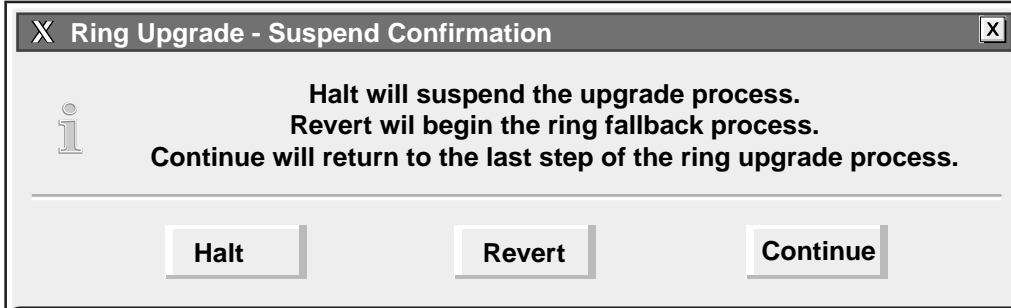 X Ring Upgrade - Suspend Confirmation X
Halt will suspend the upgrade process.
Revert wil begin the ring fallback process.
Continue will return to the last step of the ring upgrade process.
Halt Revert Continue